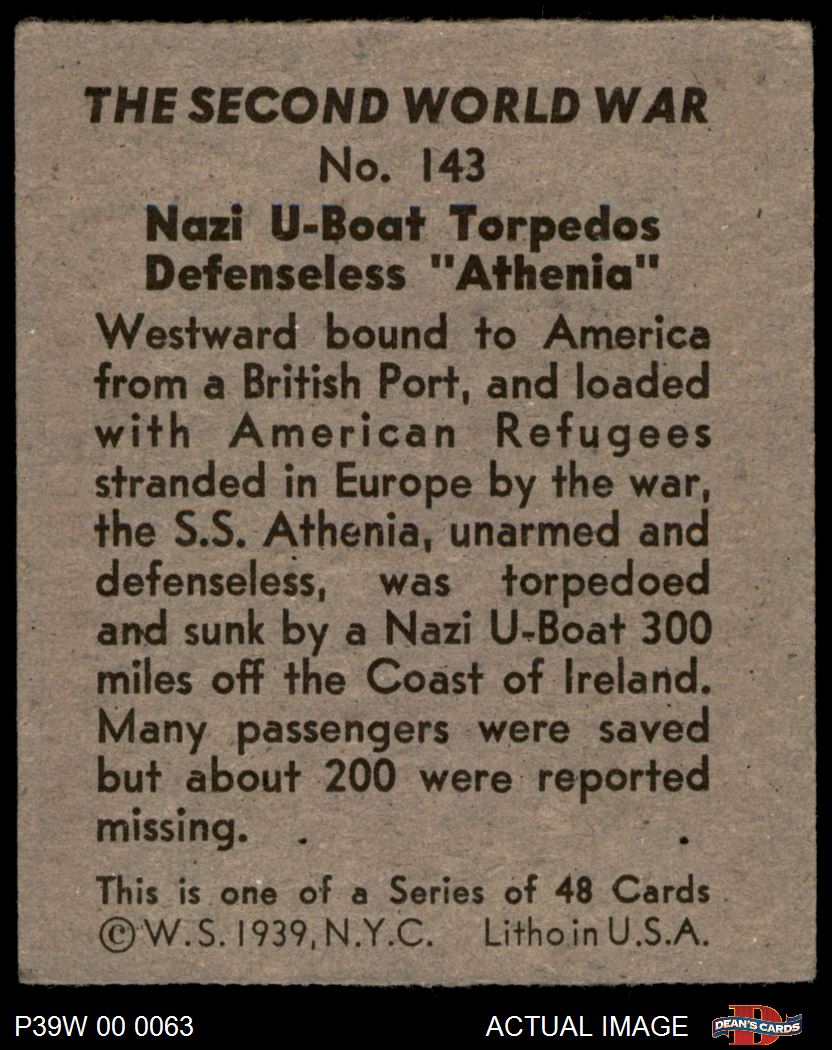 THE SECOND WORLD WAR
No. 143
Nazi U-Boat Torpedos
Defenseless "Athenia"
Westward bound to America
from a British Port, and loaded
with American Refugees
stranded in Europe by the war,
the S.S. Athenia, unarmed and
defenseless, was torpedoed
and sunk by a Nazi U-Boat 300
miles off the Coast of Ireland.
Many passengers were saved
but about 200 were reported
missing.
This is one of a Series of 48 Cards
© W.S. 1939, N.Y.C. Litho in U.S.A.
P39W 00 0063 ACTUAL IMAGE D DEAN'S CARDS